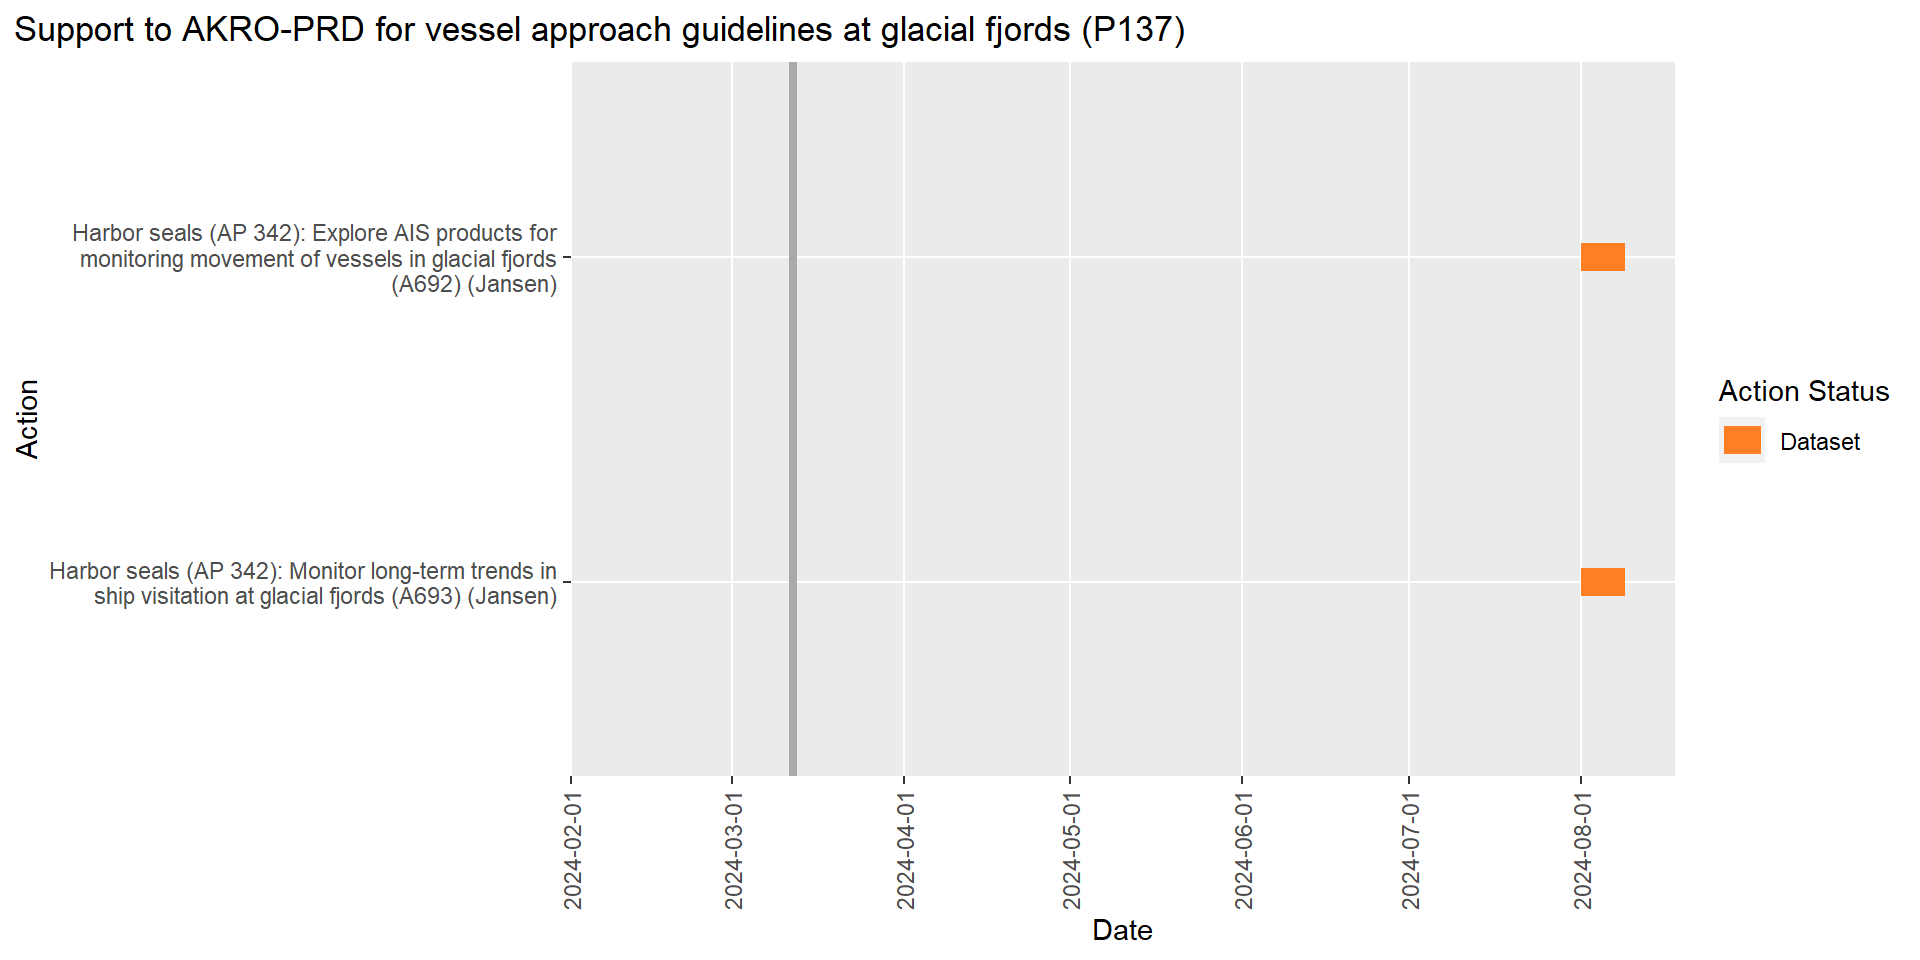 Support to AKRO-PRD for vessel approach guidelines at glacial fjords (P137)
Action
Harbor seals (AP 342): Explore AIS products for
monitoring movement of vessels in glacial fjords
(A692) (Jansen)
Harbor seals (AP 342): Monitor long-term trends in
ship visitation at glacial fjords (A693) (Jansen)
2024-02-01
2024-03-01
2024-04-01
2024-05-01
2024-06-01
2024-07-01
2024-08-01
Date
Action Status
Dataset